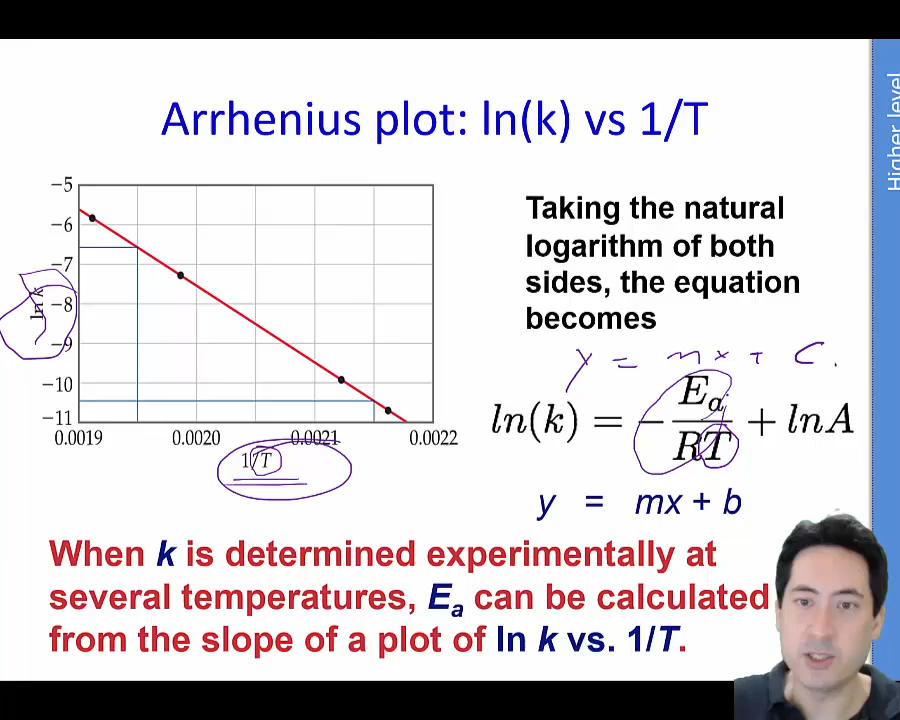 Higher level
Arrhenius plot: ln(k) vs 1/T
−5
−6
−7
−8
−9
−10
−11
ln k
0.0019 0.0020 0.0021 0.0022
1/T
Taking the natural
logarithm of both
sides, the equation
becomes
y = mx + c.
ln(k) = −Ea/RT + lnA
y = mx + b
When k is determined experimentally at
several temperatures, Ea can be calculated
from the slope of a plot of ln k vs. 1/T.